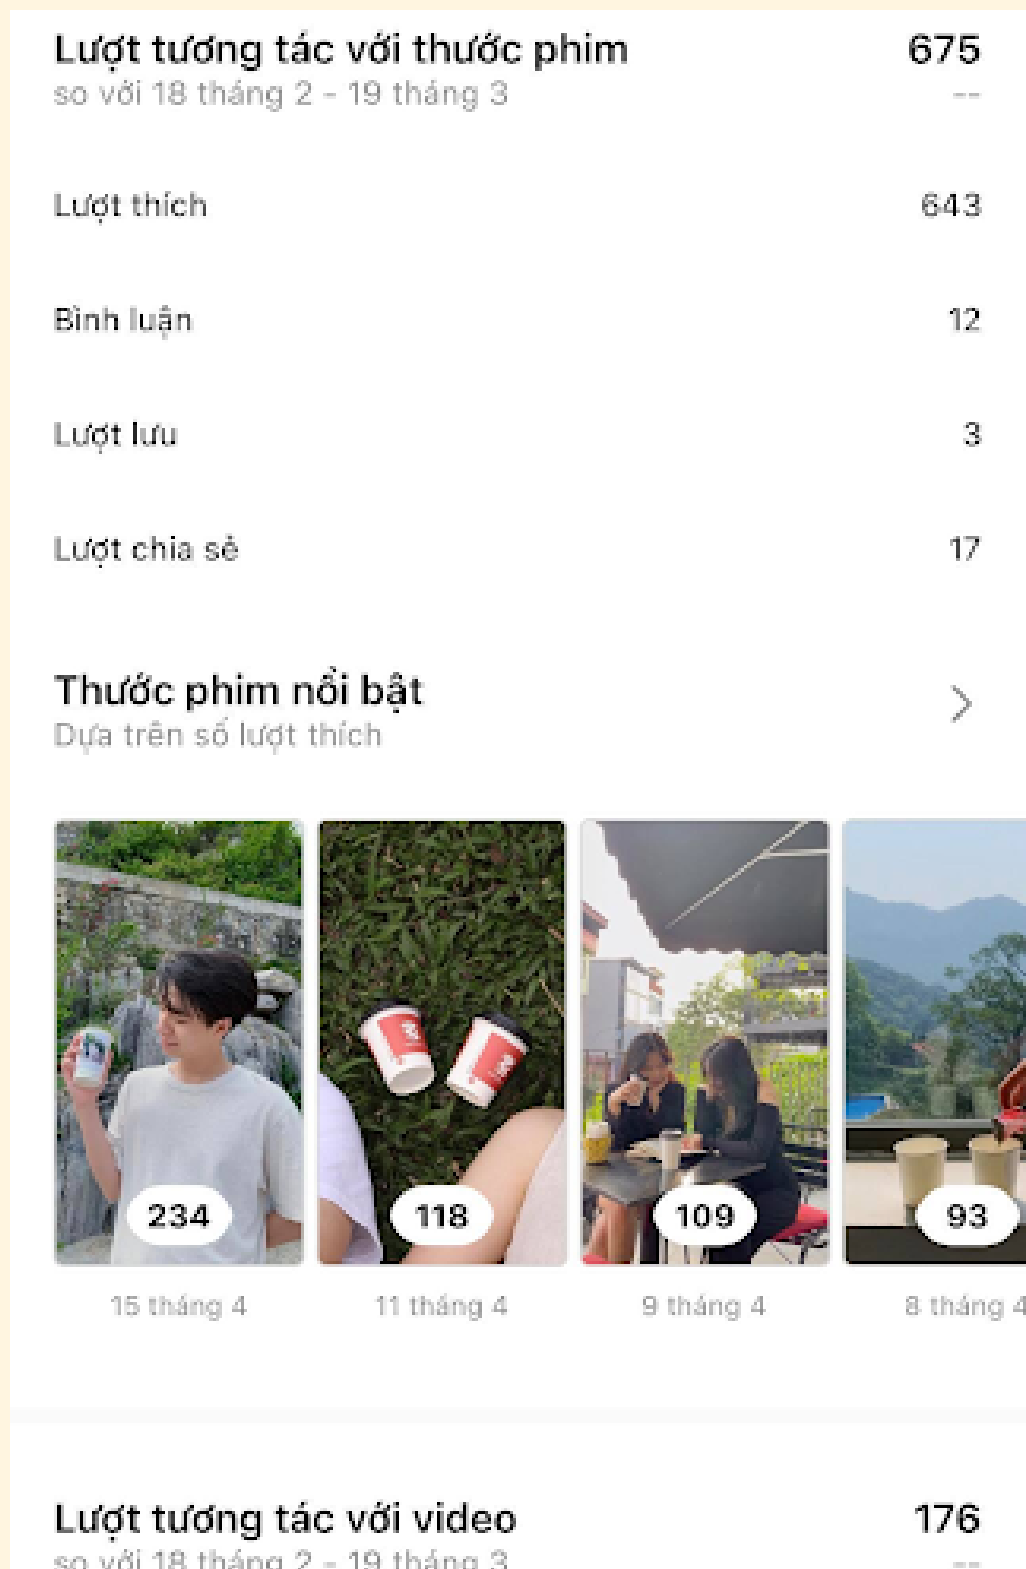 Lượt tương tác với thước phim 675
so với 18 tháng 2 - 19 tháng 3 --
Lượt thích 643
Bình luận 12
Lượt lưu 3
Lượt chia sẻ 17
Thước phim nổi bật
Dựa trên số lượt thích
234 118 109 93
15 tháng 4 11 tháng 4 9 tháng 4 8 tháng 4
Lượt tương tác với video 176
so với 18 tháng 2 - 19 tháng 3 --